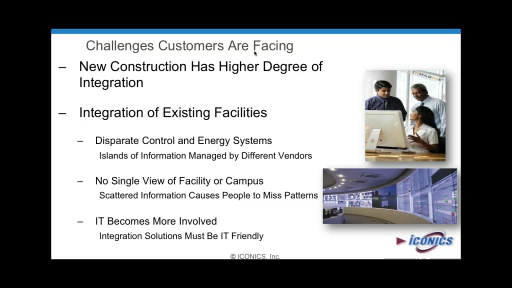 Challenges Customers Are Facing
– New Construction Has Higher Degree of
Integration
– Integration of Existing Facilities
– Disparate Control and Energy Systems
Islands of Information Managed by Different Vendors
– No Single View of Facility or Campus
Scattered Information Causes People to Miss Patterns
– IT Becomes More Involved
Integration Solutions Must Be IT Friendly
ICONICS
© ICONICS, Inc.